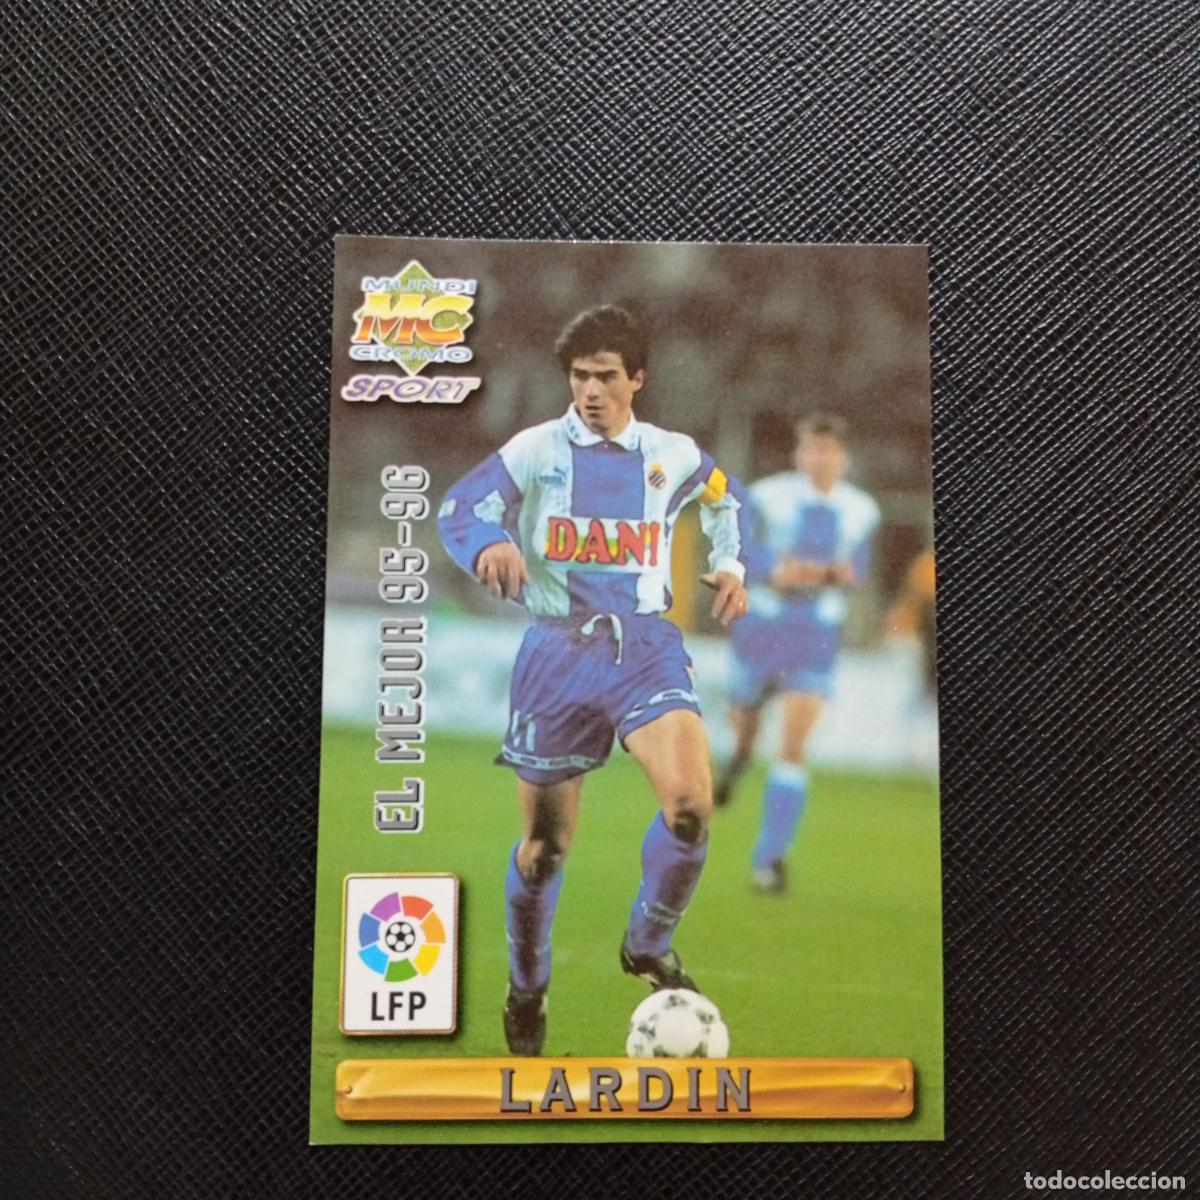 MUNDI
MC
CROMO
SPORT
EL MEJOR 95-96
DANI
LFP
LARDIN
todocoleccion